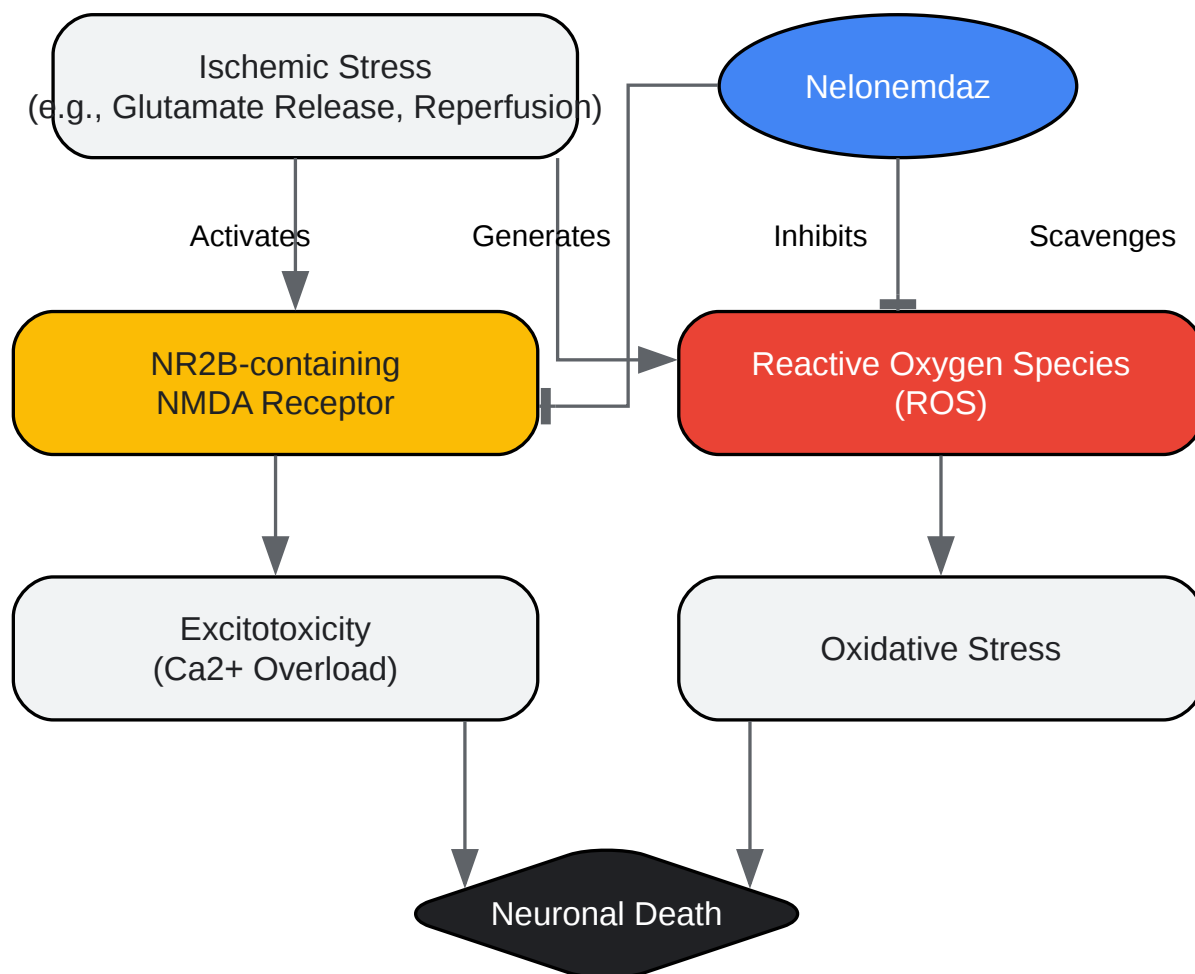 Ischemic Stress
(e.g., Glutamate Release, Reperfusion)
Nelonemdaz
Activates
Generates
Inhibits
Scavenges
NR2B-containing
NMDA Receptor
Reactive Oxygen Species
(ROS)
Excitotoxicity
(Ca2+ Overload)
Oxidative Stress
Neuronal Death